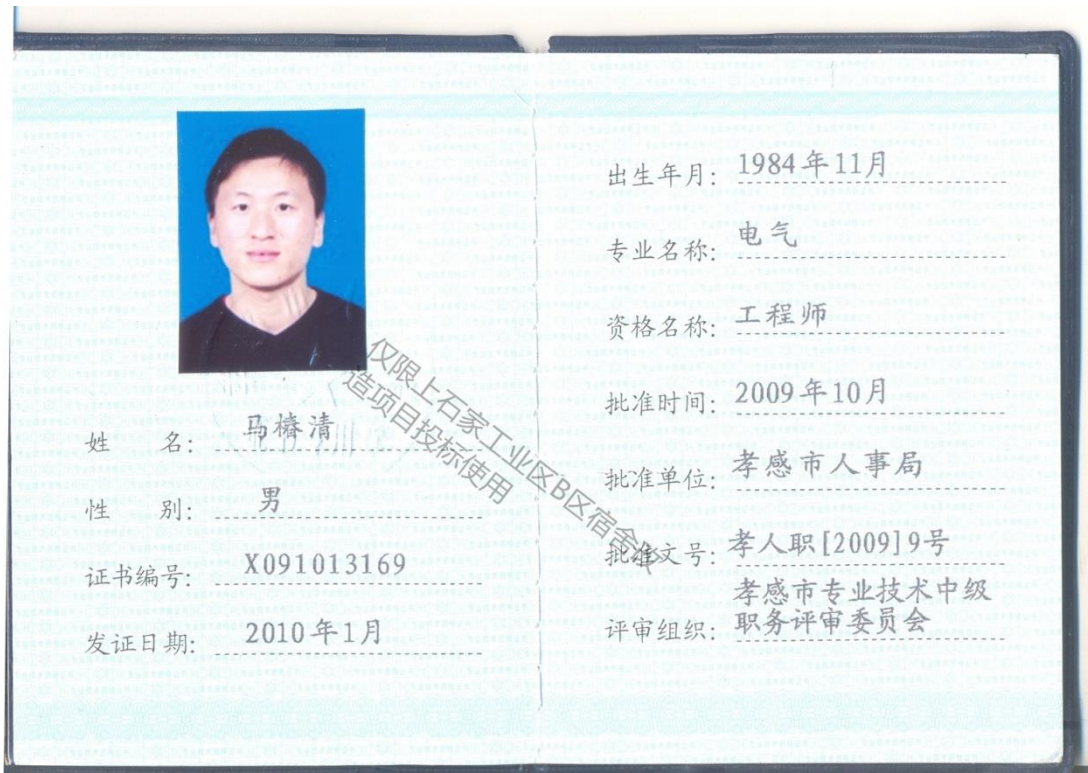 姓 名: 马楷清
性 别: 男
证书编号: X091013169
发证日期: 2010年1月
出生年月: 1984年11月
专业名称: 电气
资格名称: 工程师
批准时间: 2009年10月
批准单位: 孝感市人事局
批准文号: 孝人职[2009]9号
评审组织: 孝感市专业技术中级
职务评审委员会
仅限上石家工业区B区宿舍
造项目投标使用